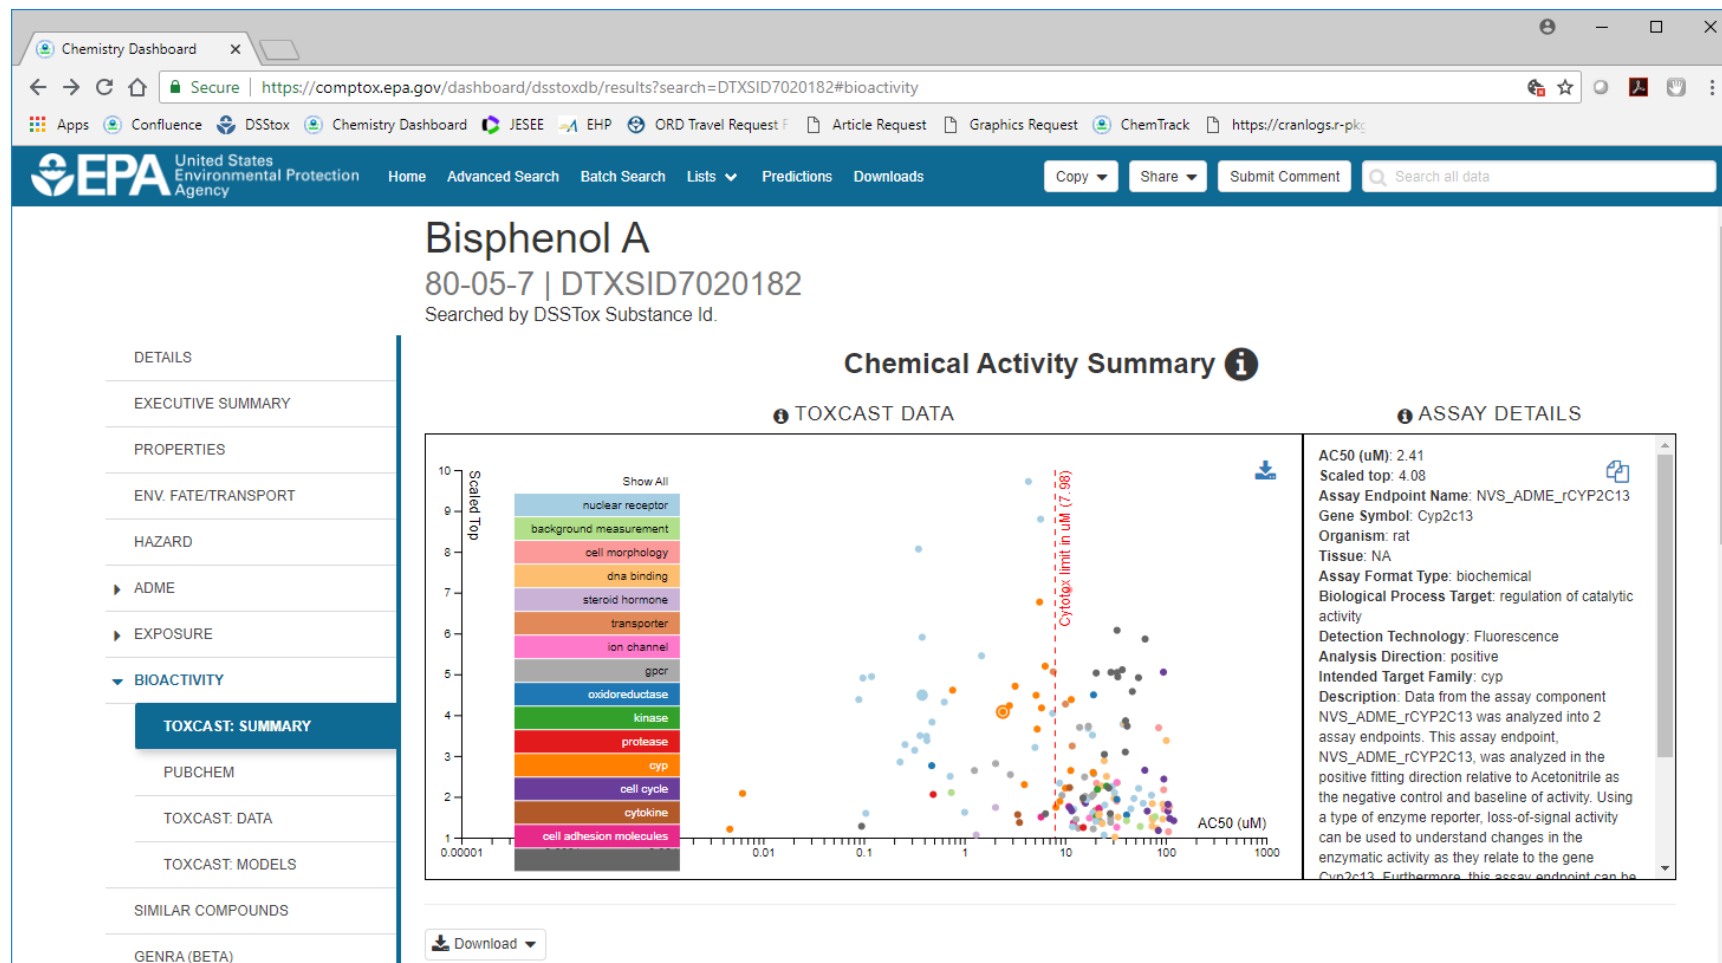 Chemistry Dashboard
Secure | https://comptox.epa.gov/dashboard/dsstoxdb/results?search=DTXSID7020182#bioactivity
Apps Confluence DSStox Chemistry Dashboard JESEE EHP ORD Travel Request F Article Request Graphics Request ChemTrack https://cranlogs.r-pkg
EPA United States Environmental Protection Agency
Home Advanced Search Batch Search Lists Predictions Downloads Copy Share Submit Comment Search all data
Bisphenol A
80-05-7 | DTXSID7020182
Searched by DSSTox Substance Id.
DETAILS
EXECUTIVE SUMMARY
PROPERTIES
ENV. FATE/TRANSPORT
HAZARD
ADME
EXPOSURE
BIOACTIVITY
TOXCAST: SUMMARY
PUBCHEM
TOXCAST: DATA
TOXCAST: MODELS
SIMILAR COMPOUNDS
GENRA (BETA)
Chemical Activity Summary
TOXCAST DATA
10
9
8
7
6
5
4
3
2
1
Scaled Top
Show All
nuclear receptor
background measurement
cell morphology
dna binding
steroid hormone
transporter
ion channel
gpcr
oxidoreductase
kinase
protease
cyp
cell cycle
cytokine
cell adhesion molecules
Cytotox limit in uM (7.98)
AC50 (uM)
0.00001 0.01 0.1 1 10 100 1000
ASSAY DETAILS
AC50 (uM): 2.41
Scaled top: 4.08
Assay Endpoint Name: NVS_ADME_rCYP2C13
Gene Symbol: Cyp2c13
Organism: rat
Tissue: NA
Assay Format Type: biochemical
Biological Process Target: regulation of catalytic
activity
Detection Technology: Fluorescence
Analysis Direction: positive
Intended Target Family: cyp
Description: Data from the assay component
NVS_ADME_rCYP2C13 was analyzed into 2
assay endpoints. This assay endpoint,
NVS_ADME_rCYP2C13, was analyzed in the
positive fitting direction relative to Acetonitrile as
the negative control and baseline of activity. Using
a type of enzyme reporter, loss-of-signal activity
can be used to understand changes in the
enzymatic activity as they relate to the gene
Cyp2c13. Furthermore, this assay endpoint can be
Download